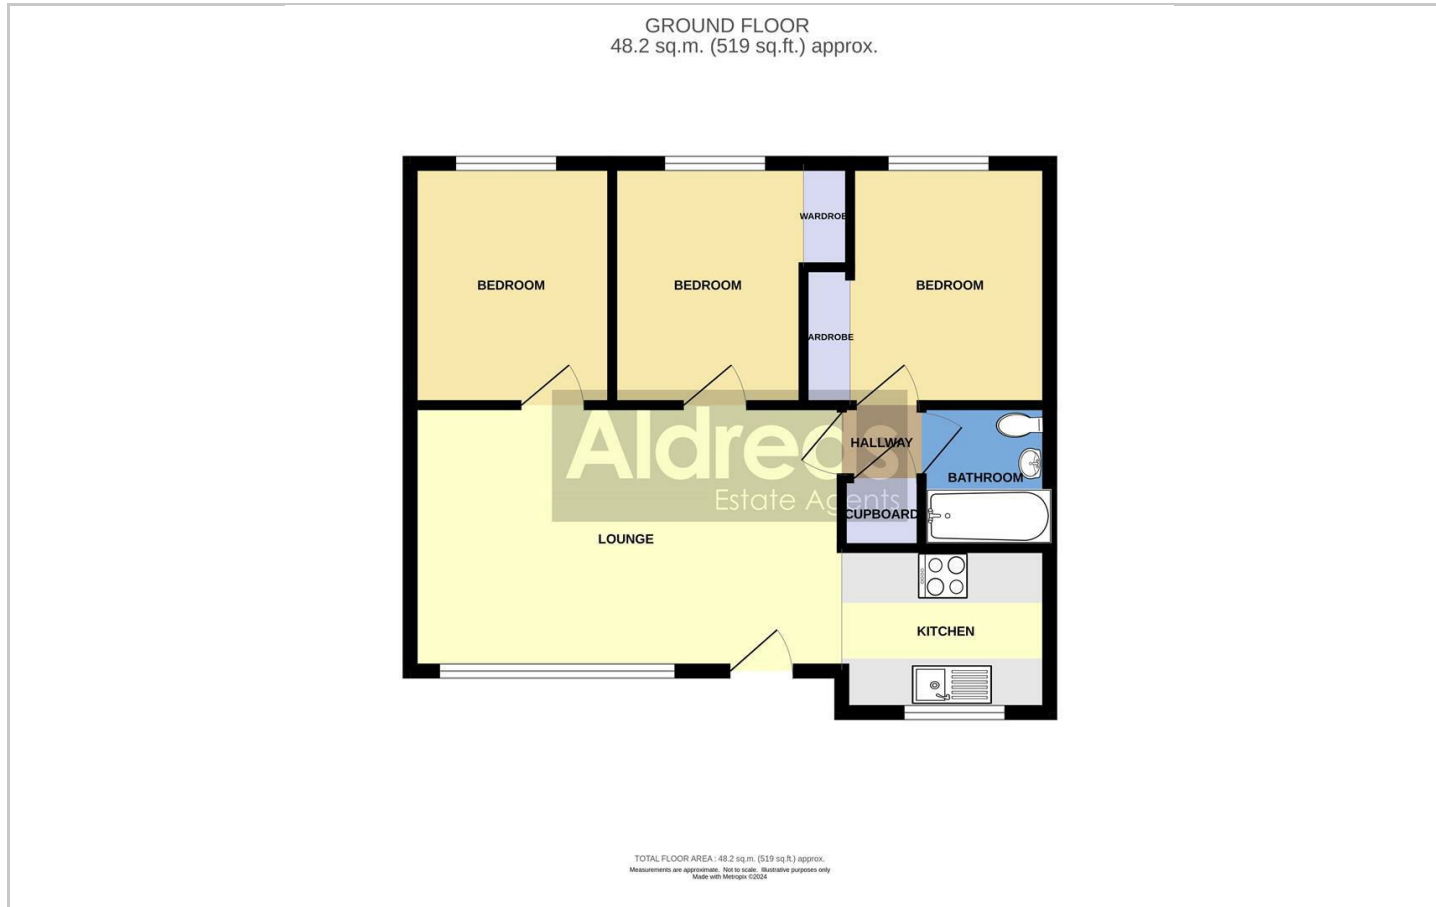 GROUND FLOOR
48.2 sq.m. (519 sq.ft.) approx.
WARDROBE
BEDROOM
BEDROOM
BEDROOM
ARDROBE
Aldreds
HALLWAY
BATHROOM
Estate Agents
CUPBOARD
LOUNGE
KITCHEN
TOTAL FLOOR AREA : 48.2 sq.m. (519 sq.ft.) approx.
Measurements are approximate. Not to scale. Illustrative purposes only
Made with Metropix ©2024